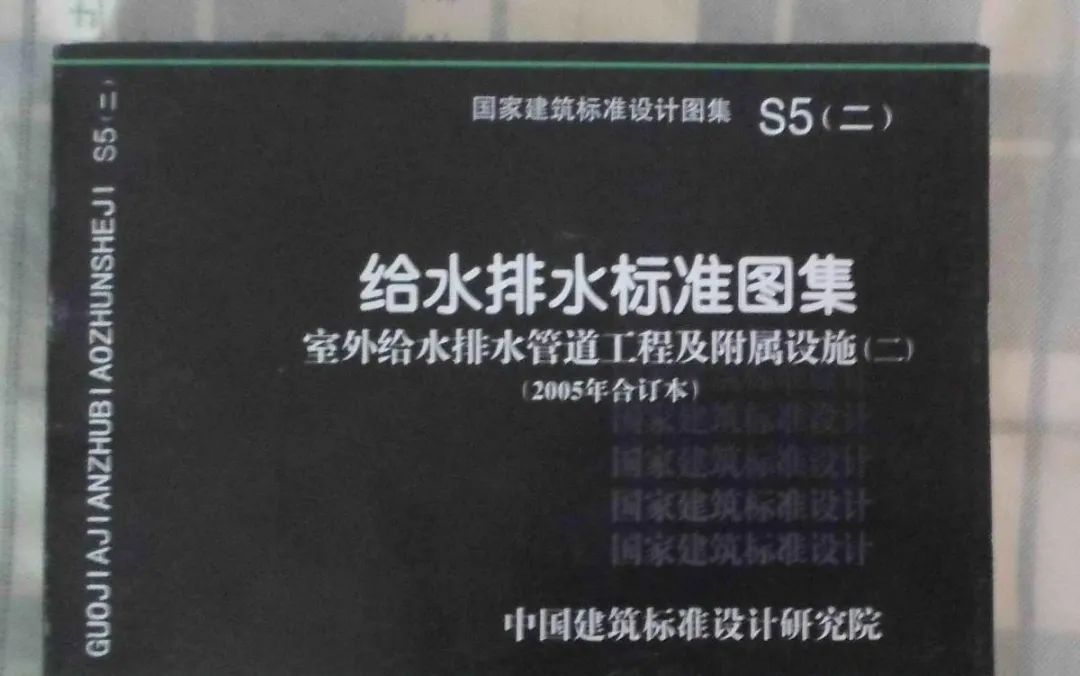 国家建筑标准设计图集 S5(二)
给水排水标准图集
室外给水排水管道工程及附属设施(二)
(2005年合订本)
国家建筑标准设计
国家建筑标准设计
国家建筑标准设计
国家建筑标准设计
中国建筑标准设计研究院
GUOJIAJIANZHUBIAOZHUNSHEJI S5(二)